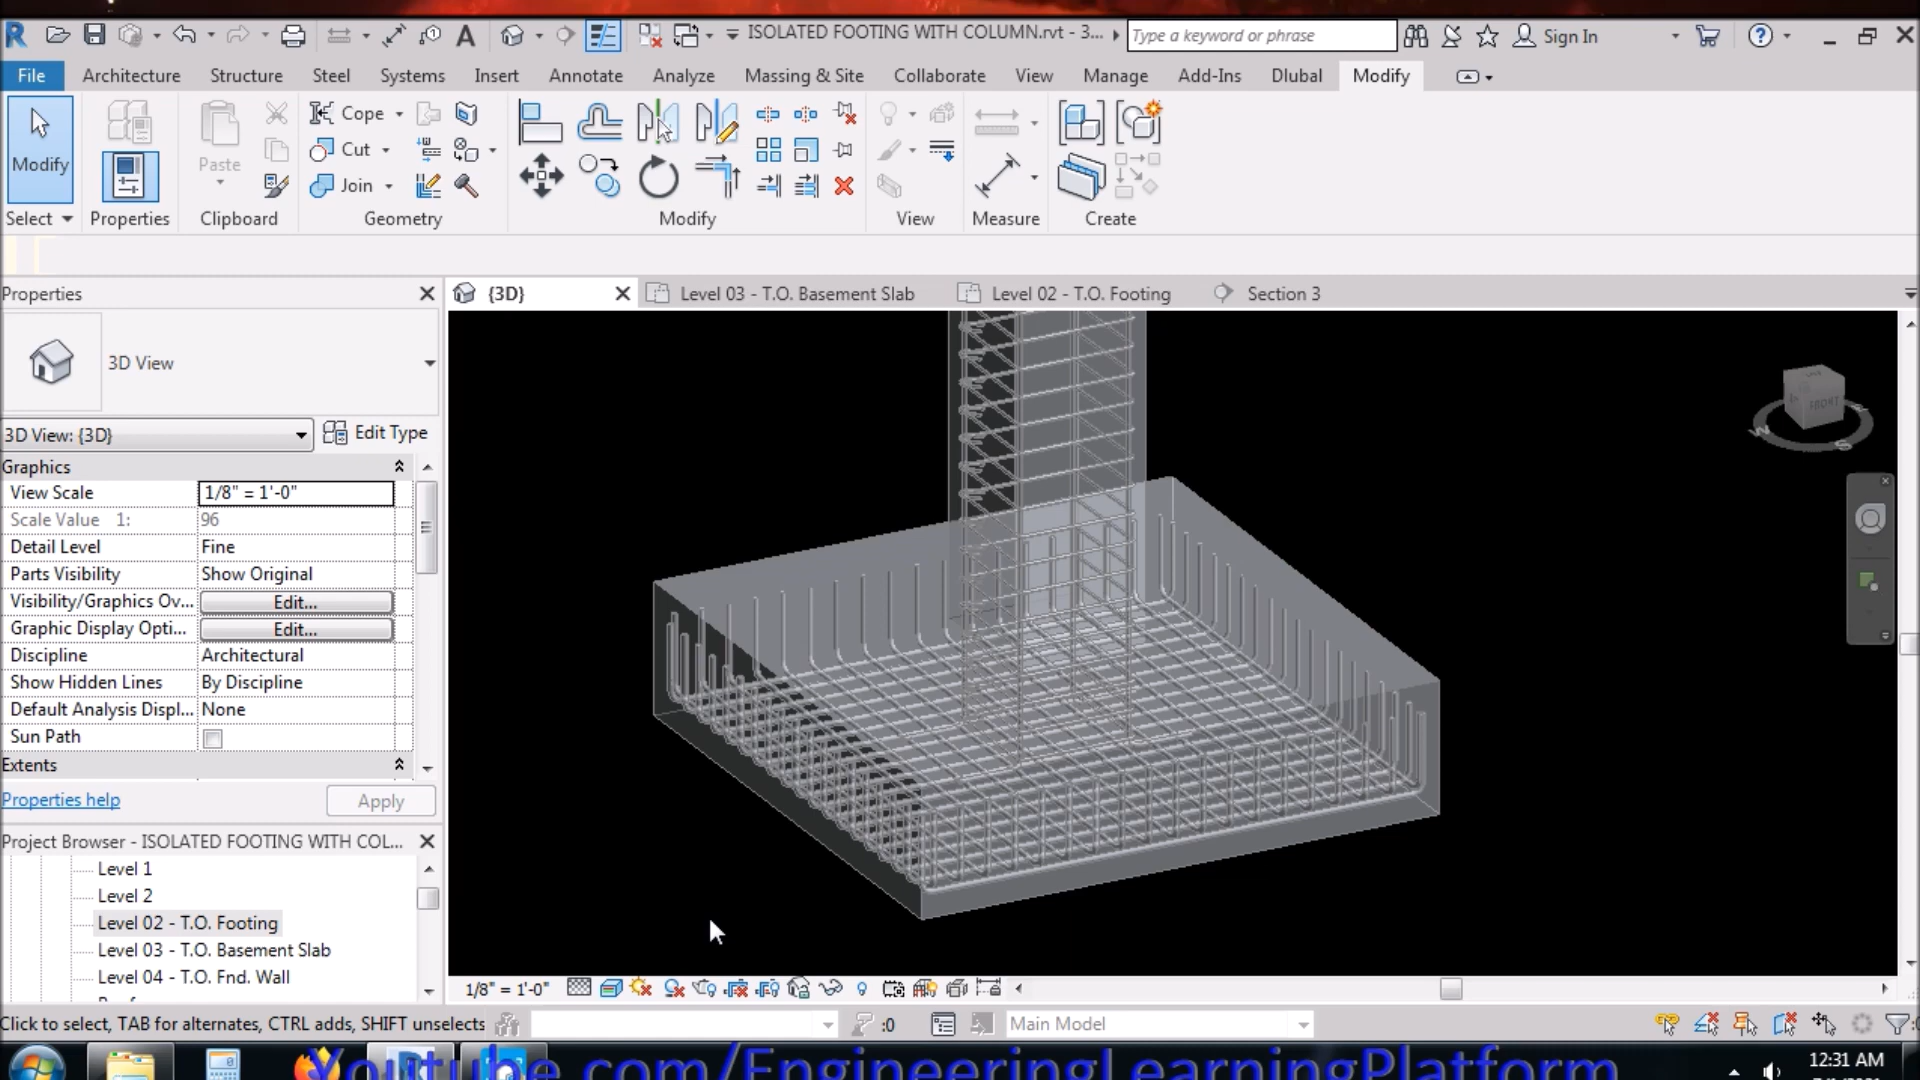 ISOLATED FOOTING WITH COLUMN.rvt - 3...
Type a keyword or phrase
Sign In
File
Architecture
Structure
Steel
Systems
Insert
Annotate
Analyze
Massing & Site
Collaborate
View
Manage
Add-Ins
Dlubal
Modify
Modify
Cope
Cut
Join
Paste
Select
Properties
Clipboard
Geometry
Modify
View
Measure
Create
Properties
{3D}
Level 03 - T.O. Basement Slab
Level 02 - T.O. Footing
Section 3
3D View
3D View: {3D}
Edit Type
Graphics
View Scale 1/8" = 1'-0"
Scale Value 1: 96
Detail Level Fine
Parts Visibility Show Original
Visibility/Graphics Ov... Edit...
Graphic Display Opti... Edit...
Discipline Architectural
Show Hidden Lines By Discipline
Default Analysis Displ... None
Sun Path
Extents
Properties help
Apply
Project Browser - ISOLATED FOOTING WITH COL...
Level 1
Level 2
Level 02 - T.O. Footing
Level 03 - T.O. Basement Slab
Level 04 - T.O. Fnd. Wall
FRONT
W
S
1/8" = 1'-0"
Click to select, TAB for alternates, CTRL adds, SHIFT unselects
:0
Main Model
Youtube.com/EngineeringLearningPlatform
12:31 AM